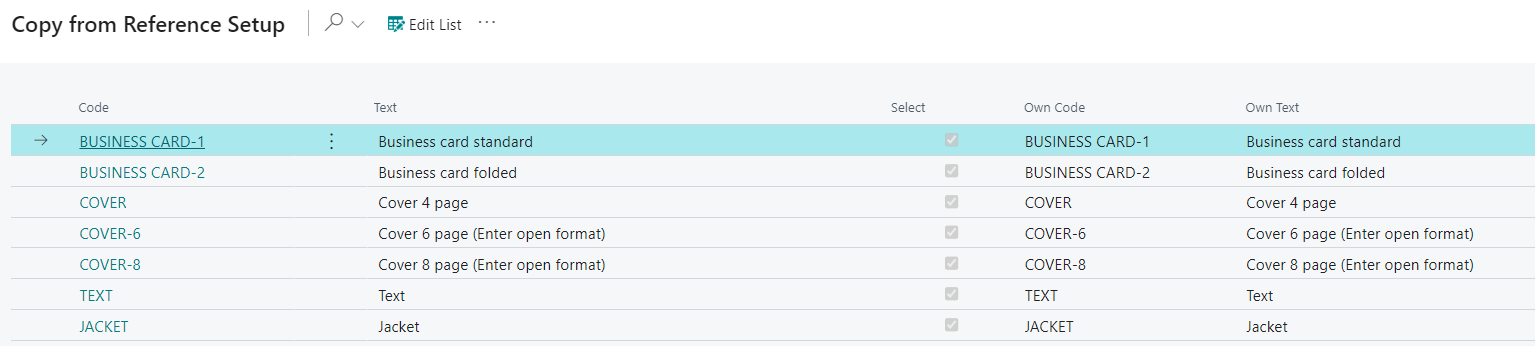 Copy from Reference Setup Edit List ...
Code Text Select Own Code Own Text
BUSINESS CARD-1 Business card standard BUSINESS CARD-1 Business card standard
BUSINESS CARD-2 Business card folded BUSINESS CARD-2 Business card folded
COVER Cover 4 page COVER Cover 4 page
COVER-6 Cover 6 page (Enter open format) COVER-6 Cover 6 page (Enter open format)
COVER-8 Cover 8 page (Enter open format) COVER-8 Cover 8 page (Enter open format)
TEXT Text TEXT Text
JACKET Jacket JACKET Jacket